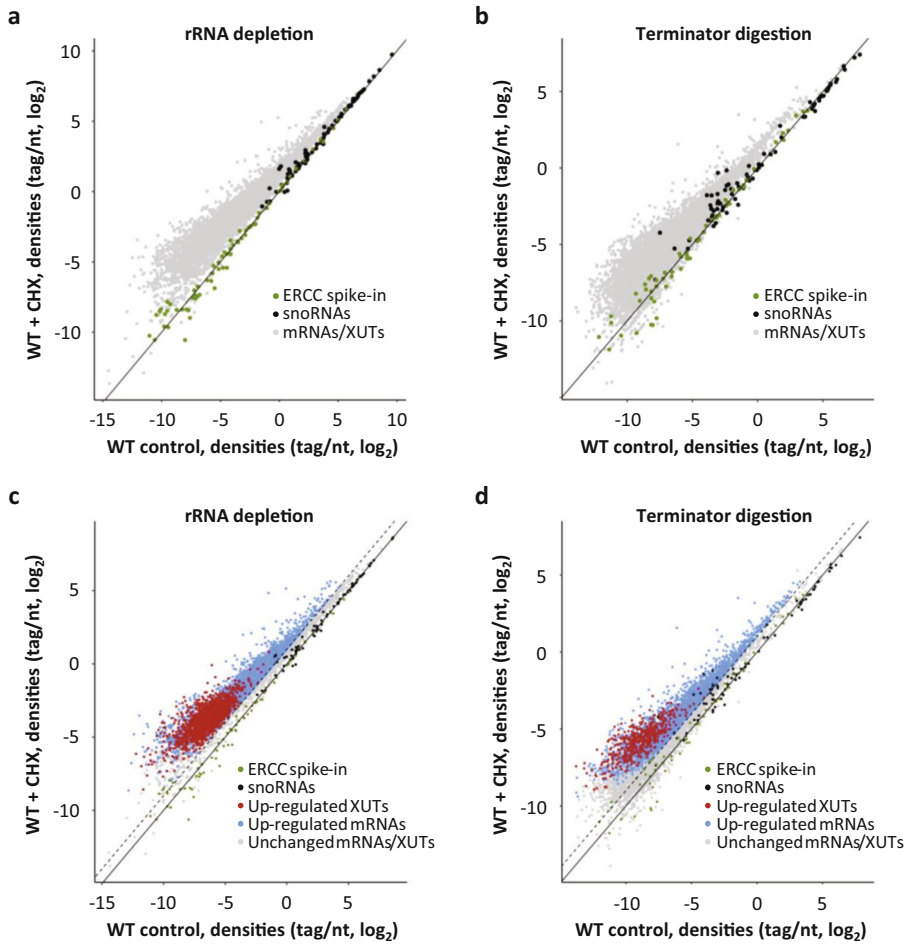 a
rRNA depletion
WT + CHX, densities (tag/nt, log2)
10
5
0
-5
-10
ERCC spike-in
snoRNAs
mRNAs/XUTs
-15 -10 -5 0 5 10
WT control, densities (tag/nt, log2)
b
Terminator digestion
WT + CHX, densities (tag/nt, log2)
5
0
-5
-10
ERCC spike-in
snoRNAs
mRNAs/XUTs
-10 -5 0 5
WT control, densities (tag/nt, log2)
c
rRNA depletion
WT + CHX, densities (tag/nt, log2)
5
0
-5
-10
ERCC spike-in
snoRNAs
Up-regulated XUTs
Up-regulated mRNAs
Unchanged mRNAs/XUTs
-15 -10 -5 0 5
WT control, densities (tag/nt, log2)
d
Terminator digestion
WT + CHX, densities (tag/nt, log2)
5
0
-5
-10
ERCC spike-in
snoRNAs
Up-regulated XUTs
Up-regulated mRNAs
Unchanged mRNAs/XUTs
-10 -5 0 5
WT control, densities (tag/nt, log2)